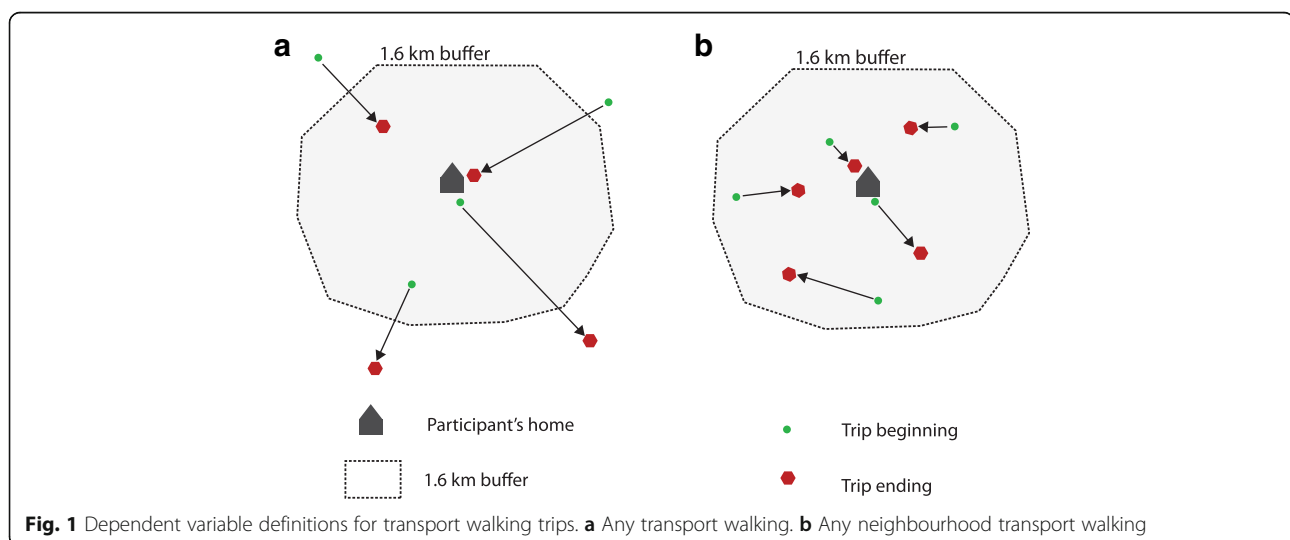 a
1.6 km buffer
b
1.6 km buffer
Participant's home
1.6 km buffer
Trip beginning
Trip ending
Fig. 1 Dependent variable definitions for transport walking trips. a Any transport walking. b Any neighbourhood transport walking